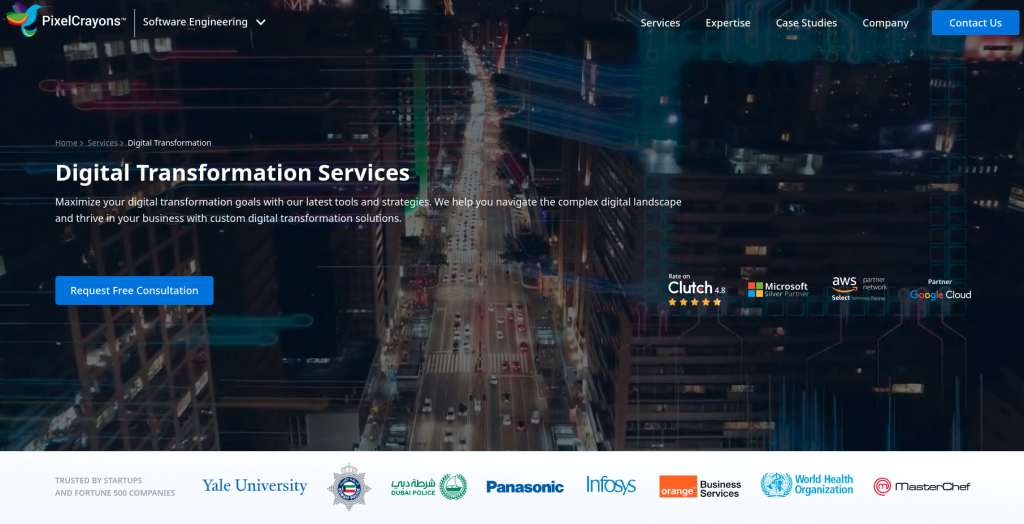 PixelCrayons™
Software Engineering
Services
Expertise
Case Studies
Company
Contact Us
Home > Services > Digital Transformation
Digital Transformation Services
Maximize your digital transformation goals with our latest tools and strategies. We help you navigate the complex digital landscape
and thrive in your business with custom digital transformation solutions.
Request Free Consultation
Rate on
Clutch 4.8
Microsoft
Silver Partner
aws partner
network
Select
Partner
Google Cloud
TRUSTED BY STARTUPS
AND FORTUNE 500 COMPANIES
Yale University
شرطة دبي
DUBAI POLICE
Panasonic
Infosys
orange™
Business
Services
World Health
Organization
MasterChef